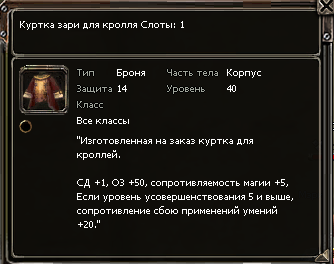 Куртка зари для кролля Слоты: 1
Тип Броня Часть тела Корпус
Защита 14 Уровень 40
Класс
Все классы
"Изготовленная на заказ куртка для
кроллей.
СД +1, ОЗ +50, сопротивляемость магии +5,
Если уровень усовершенствования 5 и выше,
сопротивление сбою применений умений
+20."